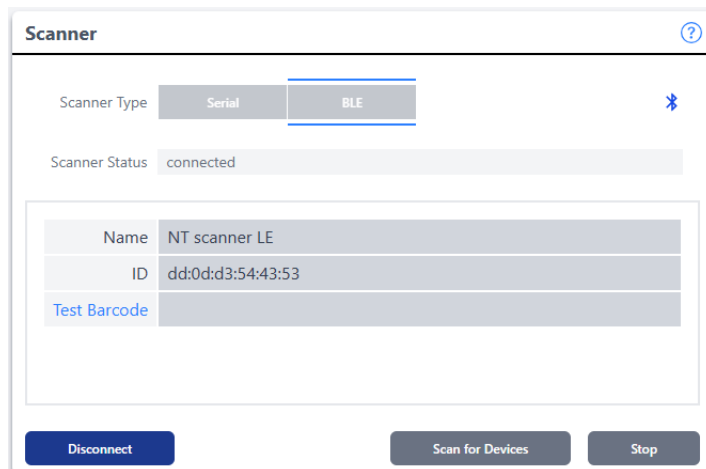 Scanner ?
Scanner Type Serial BLE
Scanner Status connected
Name NT scanner LE
ID dd:0d:d3:54:43:53
Test Barcode
Disconnect Scan for Devices Stop